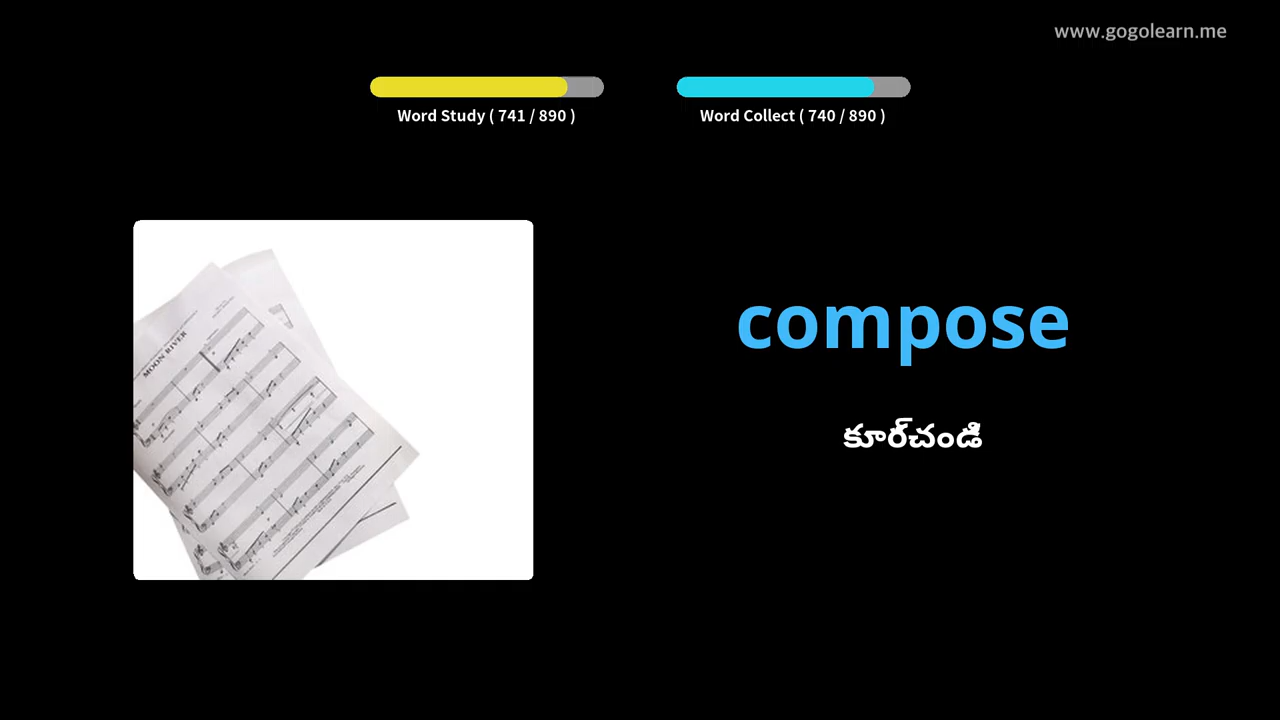 www.gogolearn.me
Word Study ( 741 / 890 )
Word Collect ( 740 / 890 )
MOON RIVER
compose
కూర్‌చండి